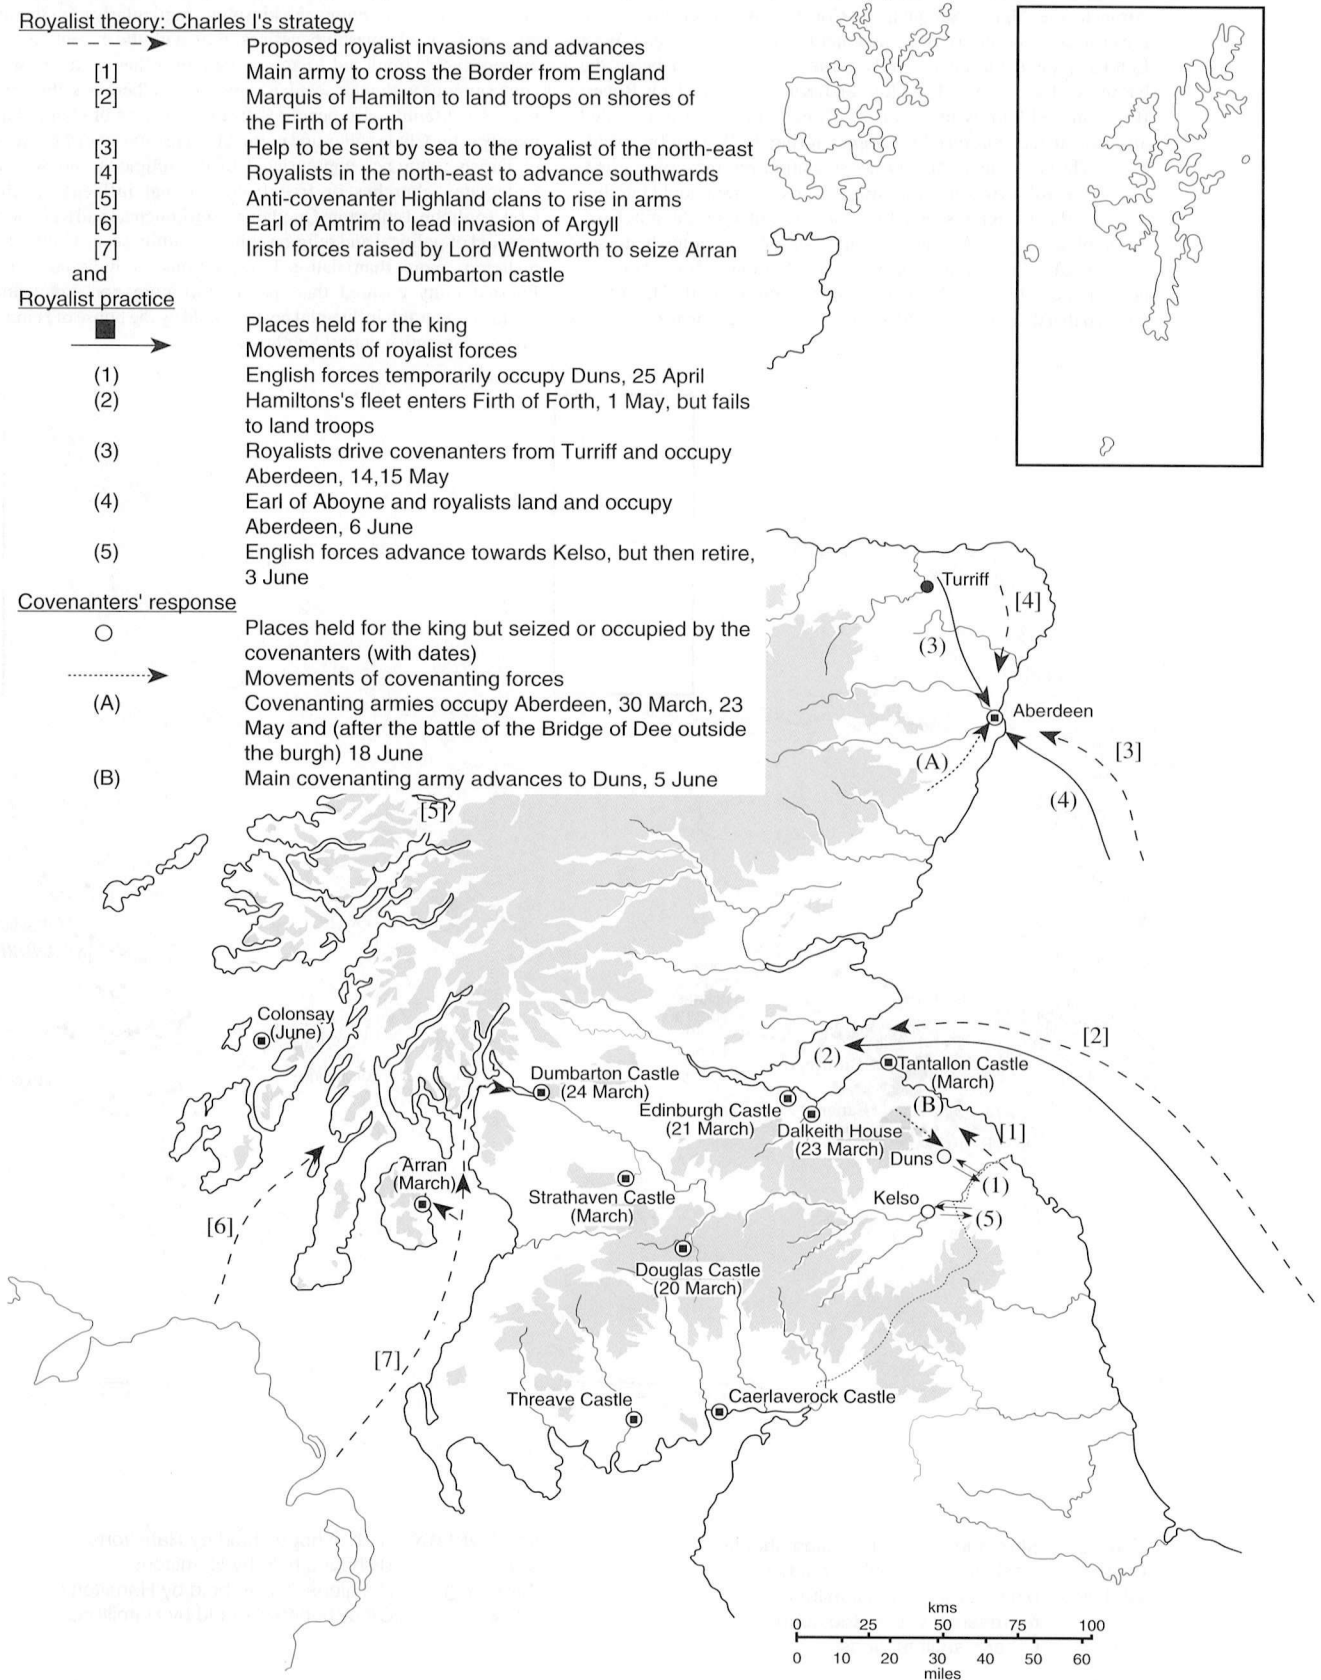 Royalist theory: Charles I's strategy
Proposed royalist invasions and advances
[1] Main army to cross the Border from England
[2] Marquis of Hamilton to land troops on shores of
the Firth of Forth
[3] Help to be sent by sea to the royalist of the north-east
[4] Royalists in the north-east to advance southwards
[5] Anti-covenanter Highland clans to rise in arms
[6] Earl of Amtrim to lead invasion of Argyll
[7] Irish forces raised by Lord Wentworth to seize Arran
and Dumbarton castle
Royalist practice
Places held for the king
Movements of royalist forces
(1) English forces temporarily occupy Duns, 25 April
(2) Hamiltons's fleet enters Firth of Forth, 1 May, but fails
to land troops
(3) Royalists drive covenanters from Turriff and occupy
Aberdeen, 14,15 May
(4) Earl of Aboyne and royalists land and occupy
Aberdeen, 6 June
(5) English forces advance towards Kelso, but then retire,
3 June
Covenanters' response
Places held for the king but seized or occupied by the
covenanters (with dates)
Movements of covenanting forces
(A) Covenanting armies occupy Aberdeen, 30 March, 23
May and (after the battle of the Bridge of Dee outside
the burgh) 18 June
(B) Main covenanting army advances to Duns, 5 June
Turriff
[4]
(3)
Aberdeen
[3]
(A)
(4)
[5]
Colonsay
(June)
[2]
(2)
Tantallon Castle
(March)
Dumbarton Castle
(24 March)
Edinburgh Castle
(21 March)
(B)
Dalkeith House
(23 March)
[1]
Duns
Arran
(March)
(1)
Strathaven Castle
(March)
Kelso
(5)
[6]
Douglas Castle
(20 March)
[7]
Threave Castle
Caerlaverock Castle
kms
0 25 50 75 100
0 10 20 30 40 50 60
miles